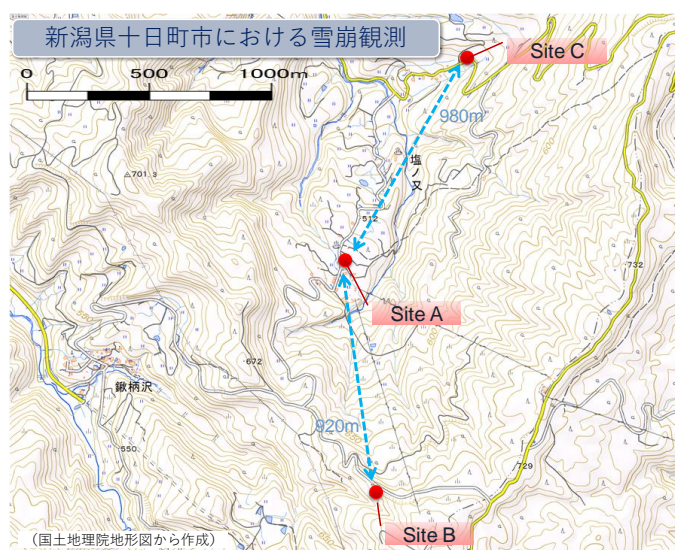 新潟県十日町市における雪崩観測
Site C
0 500 1000m
980m
塩ノ又
701.3
512
732
Site A
672
鍬柄沢
920m
550
729
Site B
(国土地理院地形図から作成)